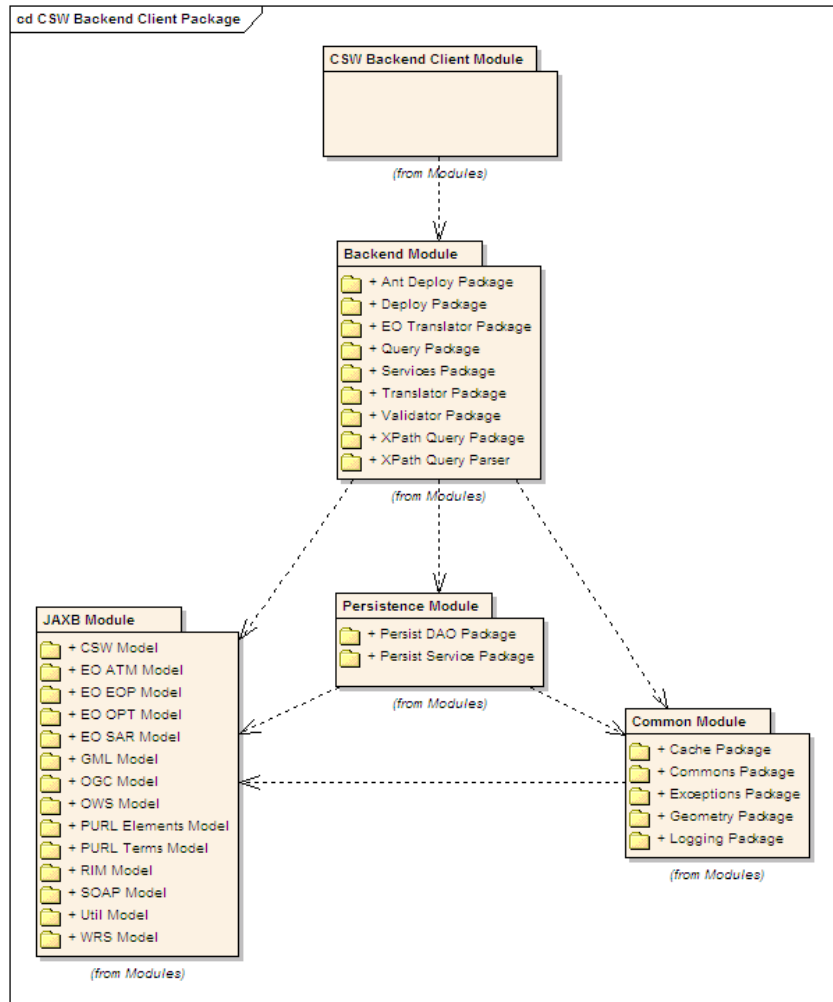 cd CSW Backend Client Package
CSW Backend Client Module
(from Modules)
Backend Module
+ Ant Deploy Package
+ Deploy Package
+ EO Translator Package
+ Query Package
+ Services Package
+ Translator Package
+ Validator Package
+ XPath Query Package
+ XPath Query Parser
(from Modules)
JAXB Module
+ CSW Model
+ EO ATM Model
+ EO EOP Model
+ EO OPT Model
+ EO SAR Model
+ GML Model
+ OGC Model
+ OWS Model
+ PURL Elements Model
+ PURL Terms Model
+ RIM Model
+ SOAP Model
+ Util Model
+ WRS Model
(from Modules)
Persistence Module
+ Persist DAO Package
+ Persist Service Package
(from Modules)
Common Module
+ Cache Package
+ Commons Package
+ Exceptions Package
+ Geometry Package
+ Logging Package
(from Modules)